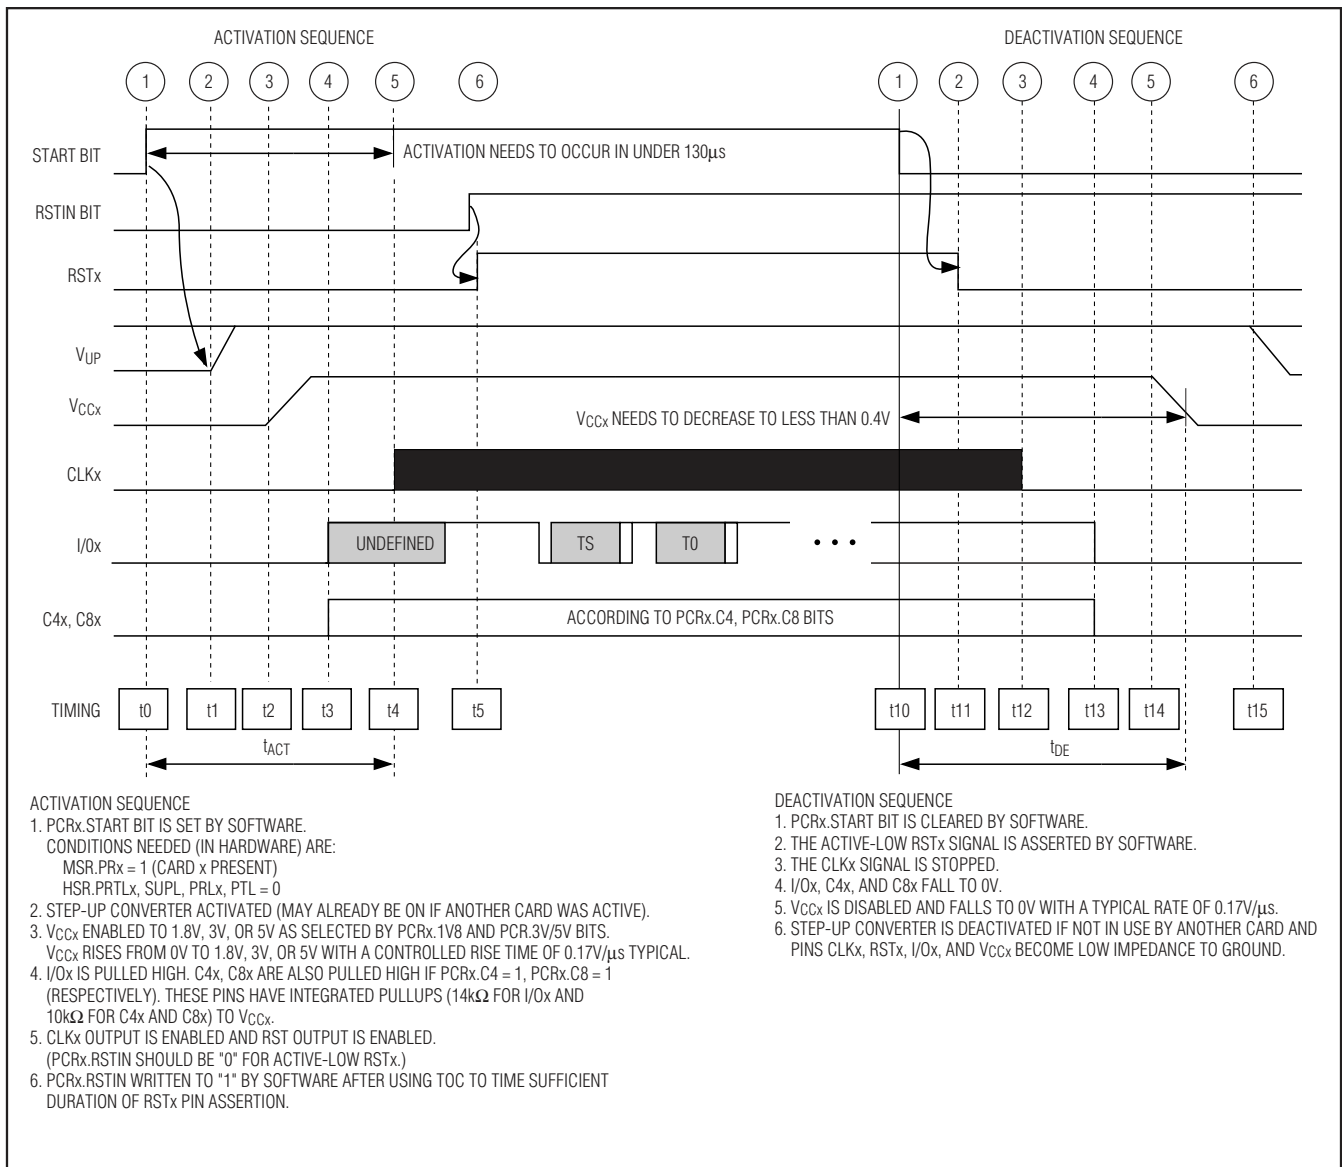 ACTIVATION SEQUENCE
DEACTIVATION SEQUENCE
1 2 3 4 5 6
1 2 3 4 5 6
START BIT
ACTIVATION NEEDS TO OCCUR IN UNDER 130μs
RSTIN BIT
RSTx
VUP
VCCx
VCCx NEEDS TO DECREASE TO LESS THAN 0.4V
CLKx
I/0x
UNDEFINED
TS
T0
• • •
C4x, C8x
ACCORDING TO PCRx.C4, PCRx.C8 BITS
TIMING
t0 t1 t2 t3 t4 t5
t10 t11 t12 t13 t14 t15
tACT
tDE
ACTIVATION SEQUENCE
1. PCRx.START BIT IS SET BY SOFTWARE.
CONDITIONS NEEDED (IN HARDWARE) ARE:
MSR.PRx = 1 (CARD x PRESENT)
HSR.PRTLx, SUPL, PRLx, PTL = 0
2. STEP-UP CONVERTER ACTIVATED (MAY ALREADY BE ON IF ANOTHER CARD WAS ACTIVE).
3. VCCx ENABLED TO 1.8V, 3V, OR 5V AS SELECTED BY PCRx.1V8 AND PCR.3V/5V BITS.
VCCx RISES FROM 0V TO 1.8V, 3V, OR 5V WITH A CONTROLLED RISE TIME OF 0.17V/μs TYPICAL.
4. I/Ox IS PULLED HIGH. C4x, C8x ARE ALSO PULLED HIGH IF PCRx.C4 = 1, PCRx.C8 = 1
(RESPECTIVELY). THESE PINS HAVE INTEGRATED PULLUPS (14kΩ FOR I/Ox AND
10kΩ FOR C4x AND C8x) TO VCCx.
5. CLKx OUTPUT IS ENABLED AND RST OUTPUT IS ENABLED.
(PCRx.RSTIN SHOULD BE "0" FOR ACTIVE-LOW RSTx.)
6. PCRx.RSTIN WRITTEN TO "1" BY SOFTWARE AFTER USING TOC TO TIME SUFFICIENT
DURATION OF RSTx PIN ASSERTION.
DEACTIVATION SEQUENCE
1. PCRx.START BIT IS CLEARED BY SOFTWARE.
2. THE ACTIVE-LOW RSTx SIGNAL IS ASSERTED BY SOFTWARE.
3. THE CLKx SIGNAL IS STOPPED.
4. I/Ox, C4x, AND C8x FALL TO 0V.
5. VCCx IS DISABLED AND FALLS TO 0V WITH A TYPICAL RATE OF 0.17V/μs.
6. STEP-UP CONVERTER IS DEACTIVATED IF NOT IN USE BY ANOTHER CARD AND
PINS CLKx, RSTx, I/Ox, AND VCCx BECOME LOW IMPEDANCE TO GROUND.